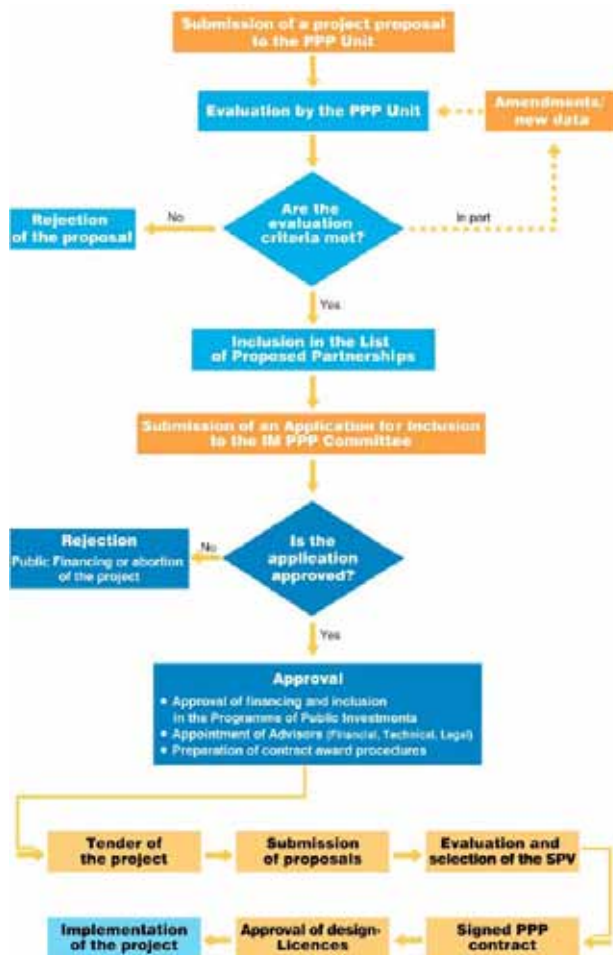 Submission of a project proposal
to the PPP Unit
Evaluation by the PPP Unit
Amendments/
new data
Are the
evaluation
criteria met?
No
In part
Rejection
of the proposal
Yes
Inclusion in the List
of Proposed Partnerships
Submission of an Application for Inclusion
to the IM PPP Committee
Is the
application
approved?
No
Rejection
Public Financing or abortion
of the project
Yes
Approval
• Approval of financing and inclusion
in the Programme of Public Investments
• Appointment of Advisors (Financial, Technical, Legal)
• Preparation of contract award procedures
Tender of
the project
Submission
of proposals
Evaluation and
selection of the SPV
Signed PPP
contract
Approval of design-
Licences
Implementation
of the project